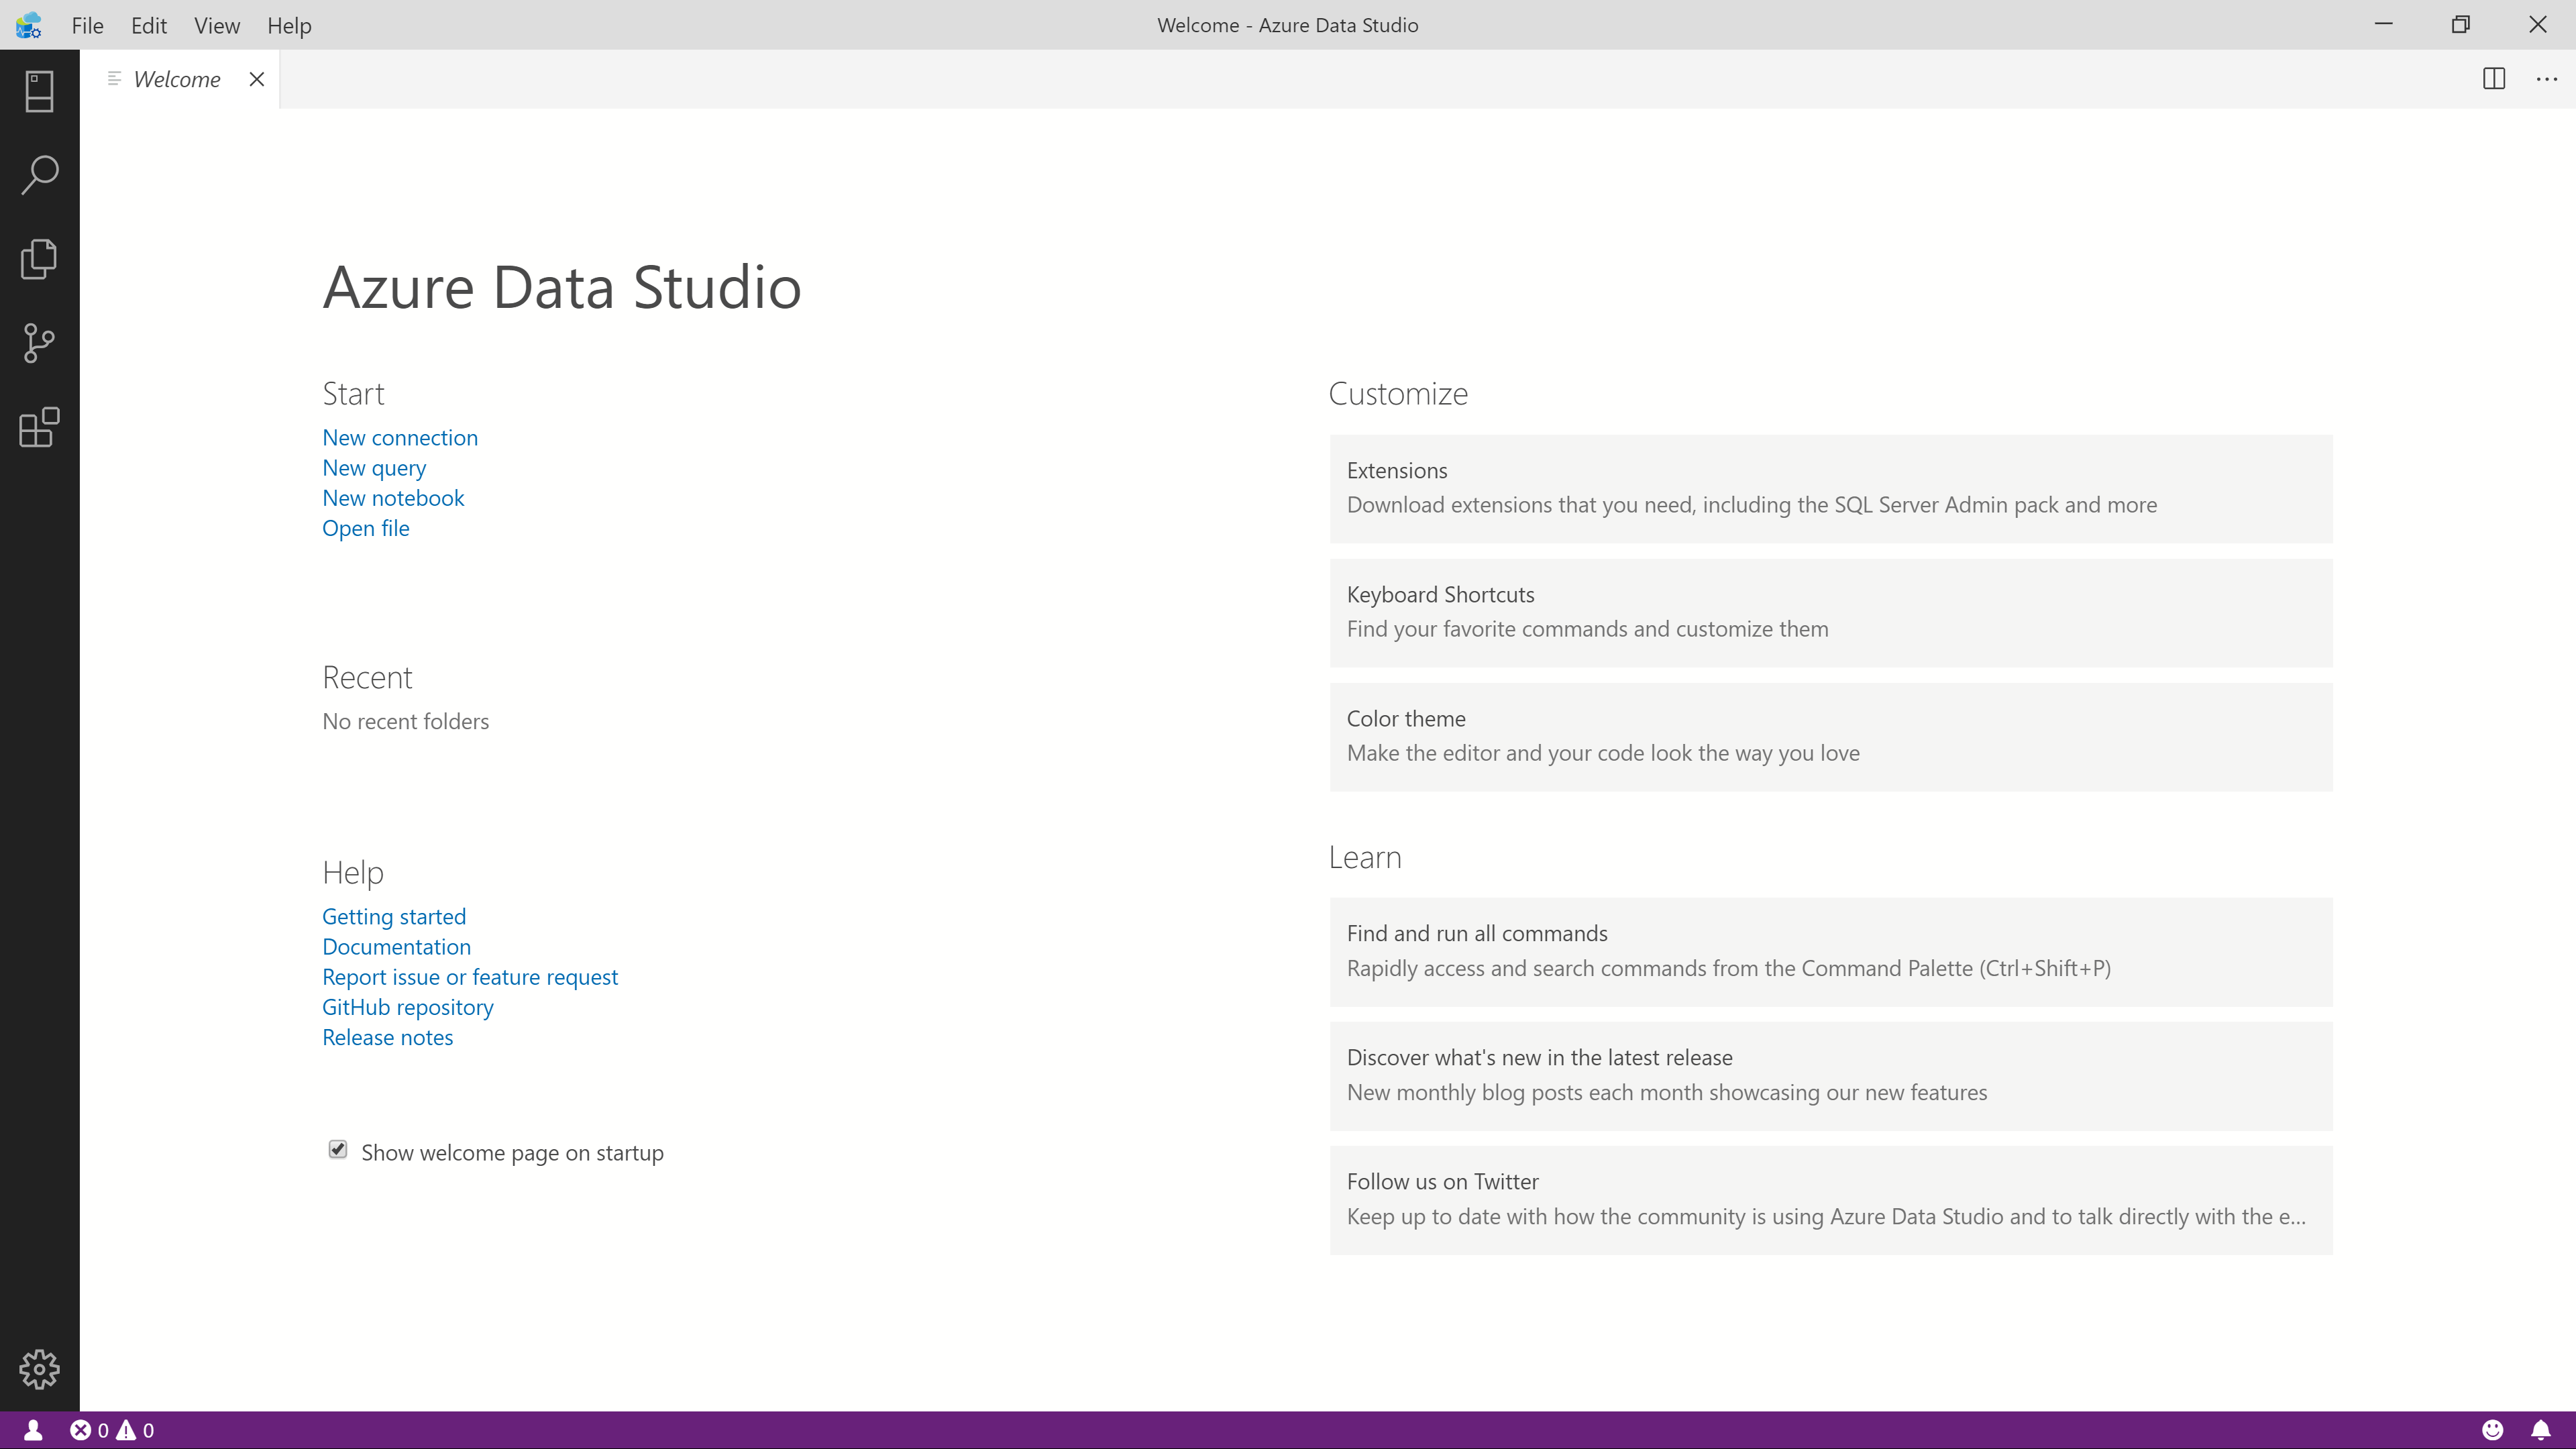 File Edit View Help
Welcome - Azure Data Studio
Welcome
Azure Data Studio
Start
New connection
New query
New notebook
Open file
Recent
No recent folders
Help
Getting started
Documentation
Report issue or feature request
GitHub repository
Release notes
Show welcome page on startup
Customize
Extensions
Download extensions that you need, including the SQL Server Admin pack and more
Keyboard Shortcuts
Find your favorite commands and customize them
Color theme
Make the editor and your code look the way you love
Learn
Find and run all commands
Rapidly access and search commands from the Command Palette (Ctrl+Shift+P)
Discover what's new in the latest release
New monthly blog posts each month showcasing our new features
Follow us on Twitter
Keep up to date with how the community is using Azure Data Studio and to talk directly with the e...
0 0